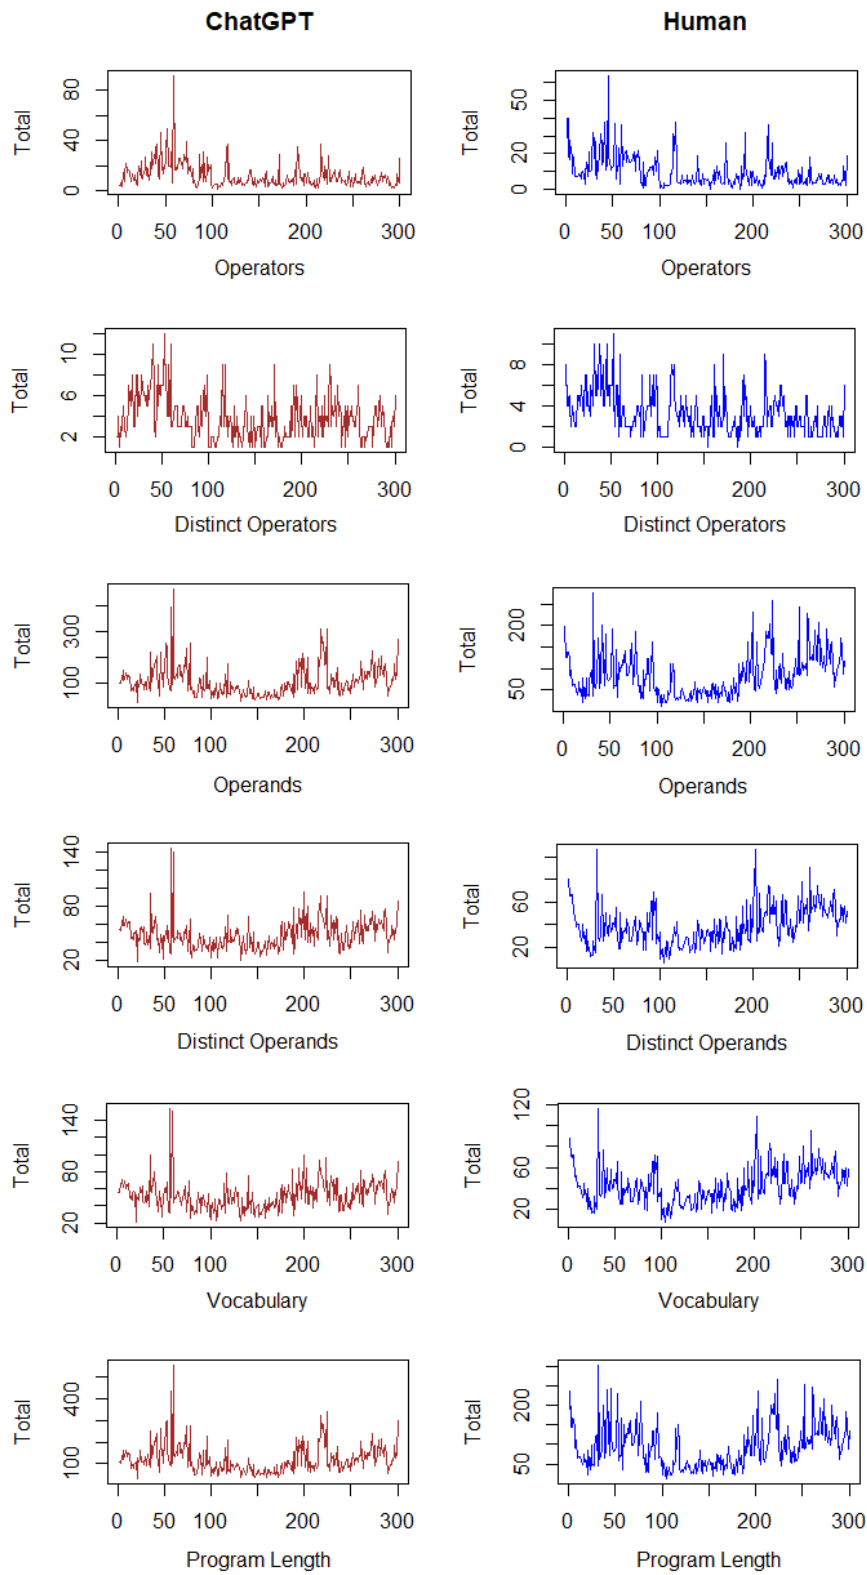 ChatGPT Human
Total 0 40 80 0 50 100 200 300 Operators
Total 0 20 50 0 50 100 200 300 Operators
Total 2 6 10 0 50 100 200 300 Distinct Operators
Total 0 4 8 0 50 100 200 300 Distinct Operators
Total 100 300 0 50 100 200 300 Operands
Total 50 200 0 50 100 200 300 Operands
Total 20 80 140 0 50 100 200 300 Distinct Operands
Total 20 60 0 50 100 200 300 Distinct Operands
Total 20 80 140 0 50 100 200 300 Vocabulary
Total 20 60 120 0 50 100 200 300 Vocabulary
Total 100 400 0 50 100 200 300 Program Length
Total 50 200 0 50 100 200 300 Program Length